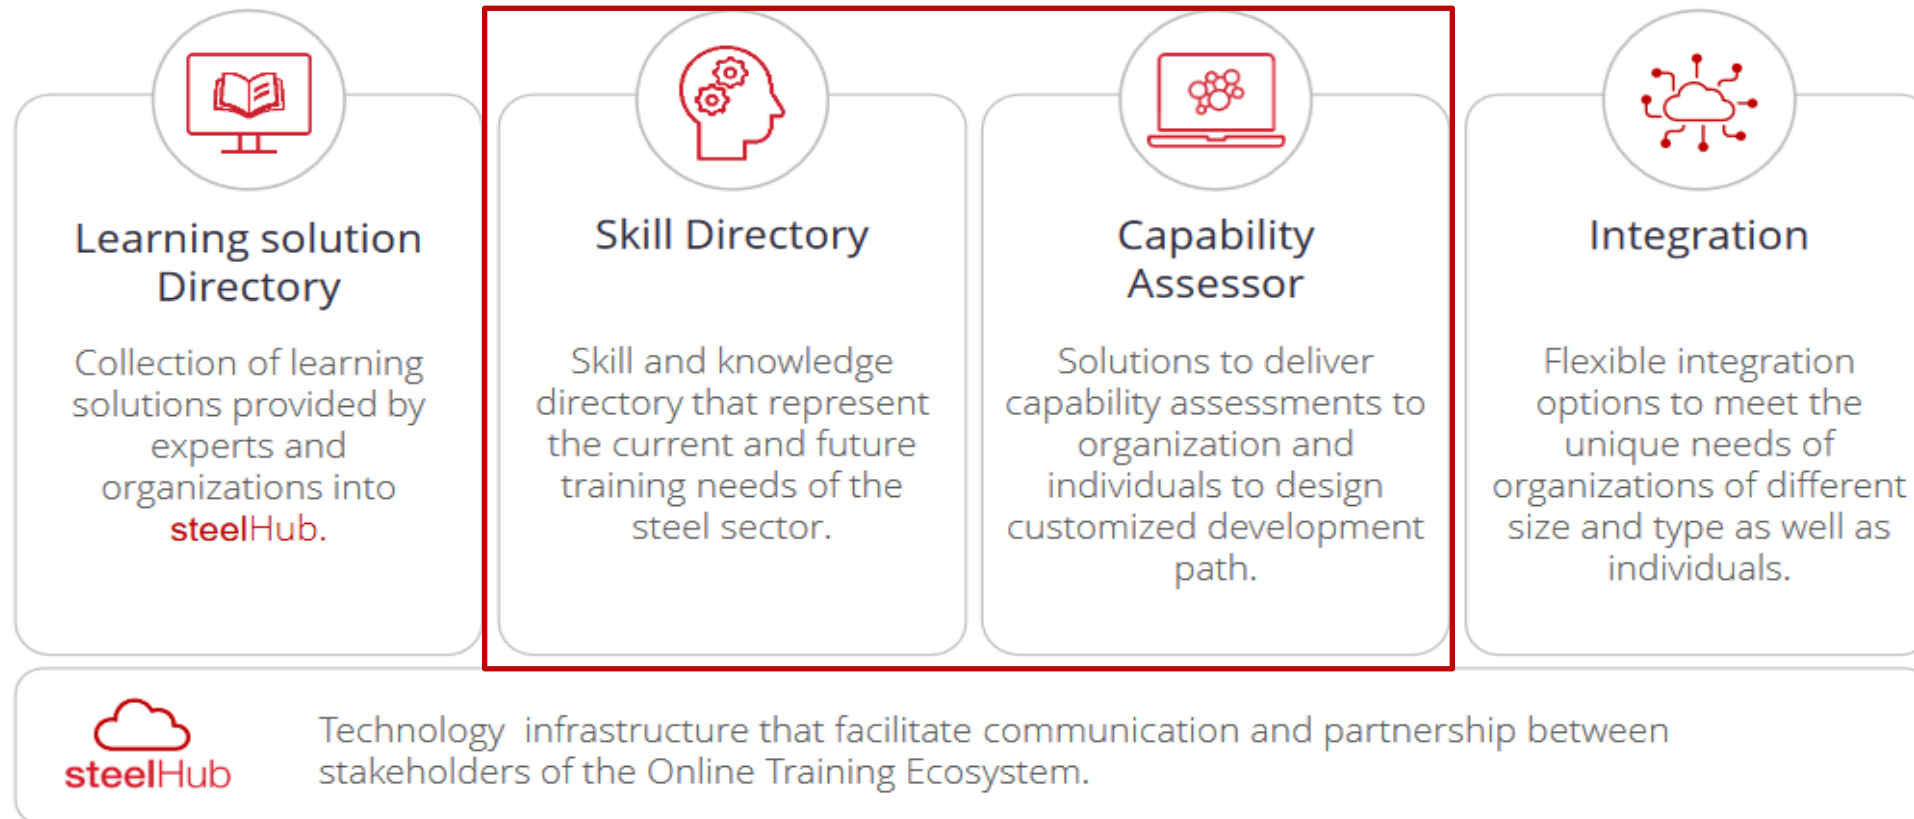 Learning solution
Directory
Collection of learning
solutions provided by
experts and
organizations into
steelHub.
Skill Directory
Skill and knowledge
directory that represent
the current and future
training needs of the
steel sector.
Capability
Assessor
Solutions to deliver
capability assessments to
organization and
individuals to design
customized development
path.
Integration
Flexible integration
options to meet the
unique needs of
organizations of different
size and type as well as
individuals.
steelHub
Technology infrastructure that facilitate communication and partnership between
stakeholders of the Online Training Ecosystem.